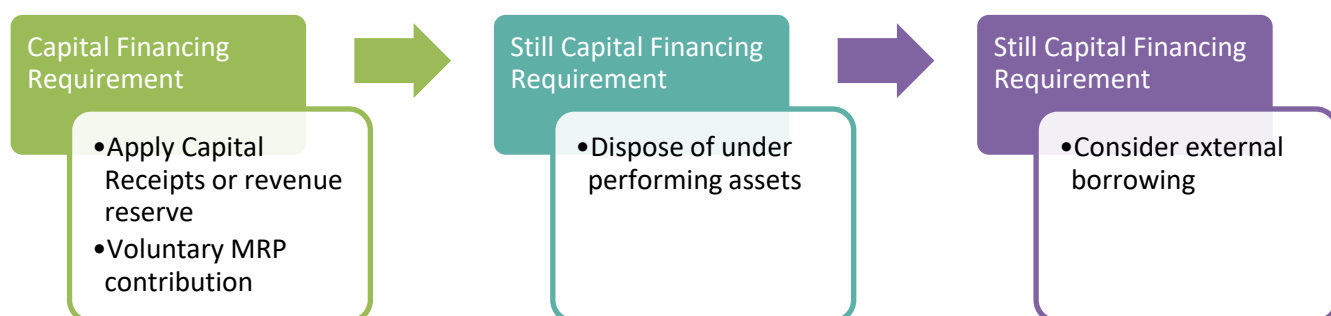 Capital Financing
Requirement
•Apply Capital
Receipts or revenue
reserve
•Voluntary MRP
contribution
Still Capital Financing
Requirement
•Dispose of under
performing assets
Still Capital Financing
Requirement
•Consider external
borrowing